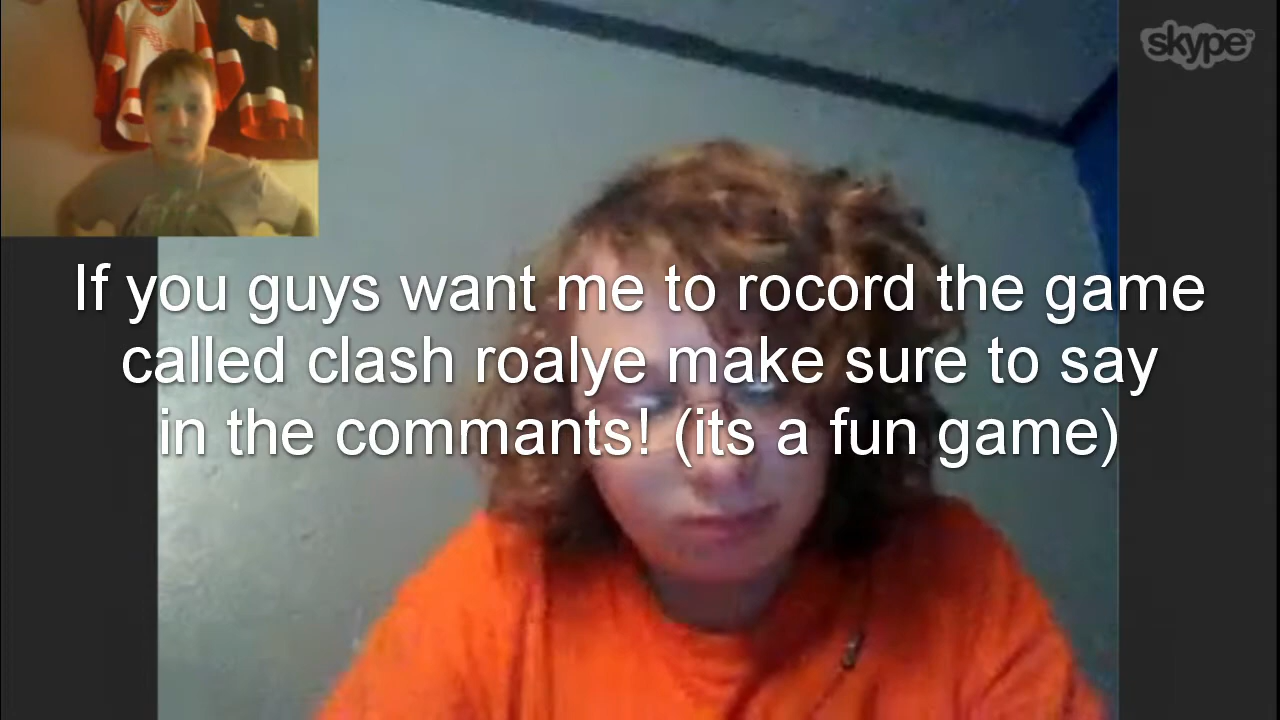 skype
If you guys want me to rocord the game
called clash roalye make sure to say
in the commants! (its a fun game)